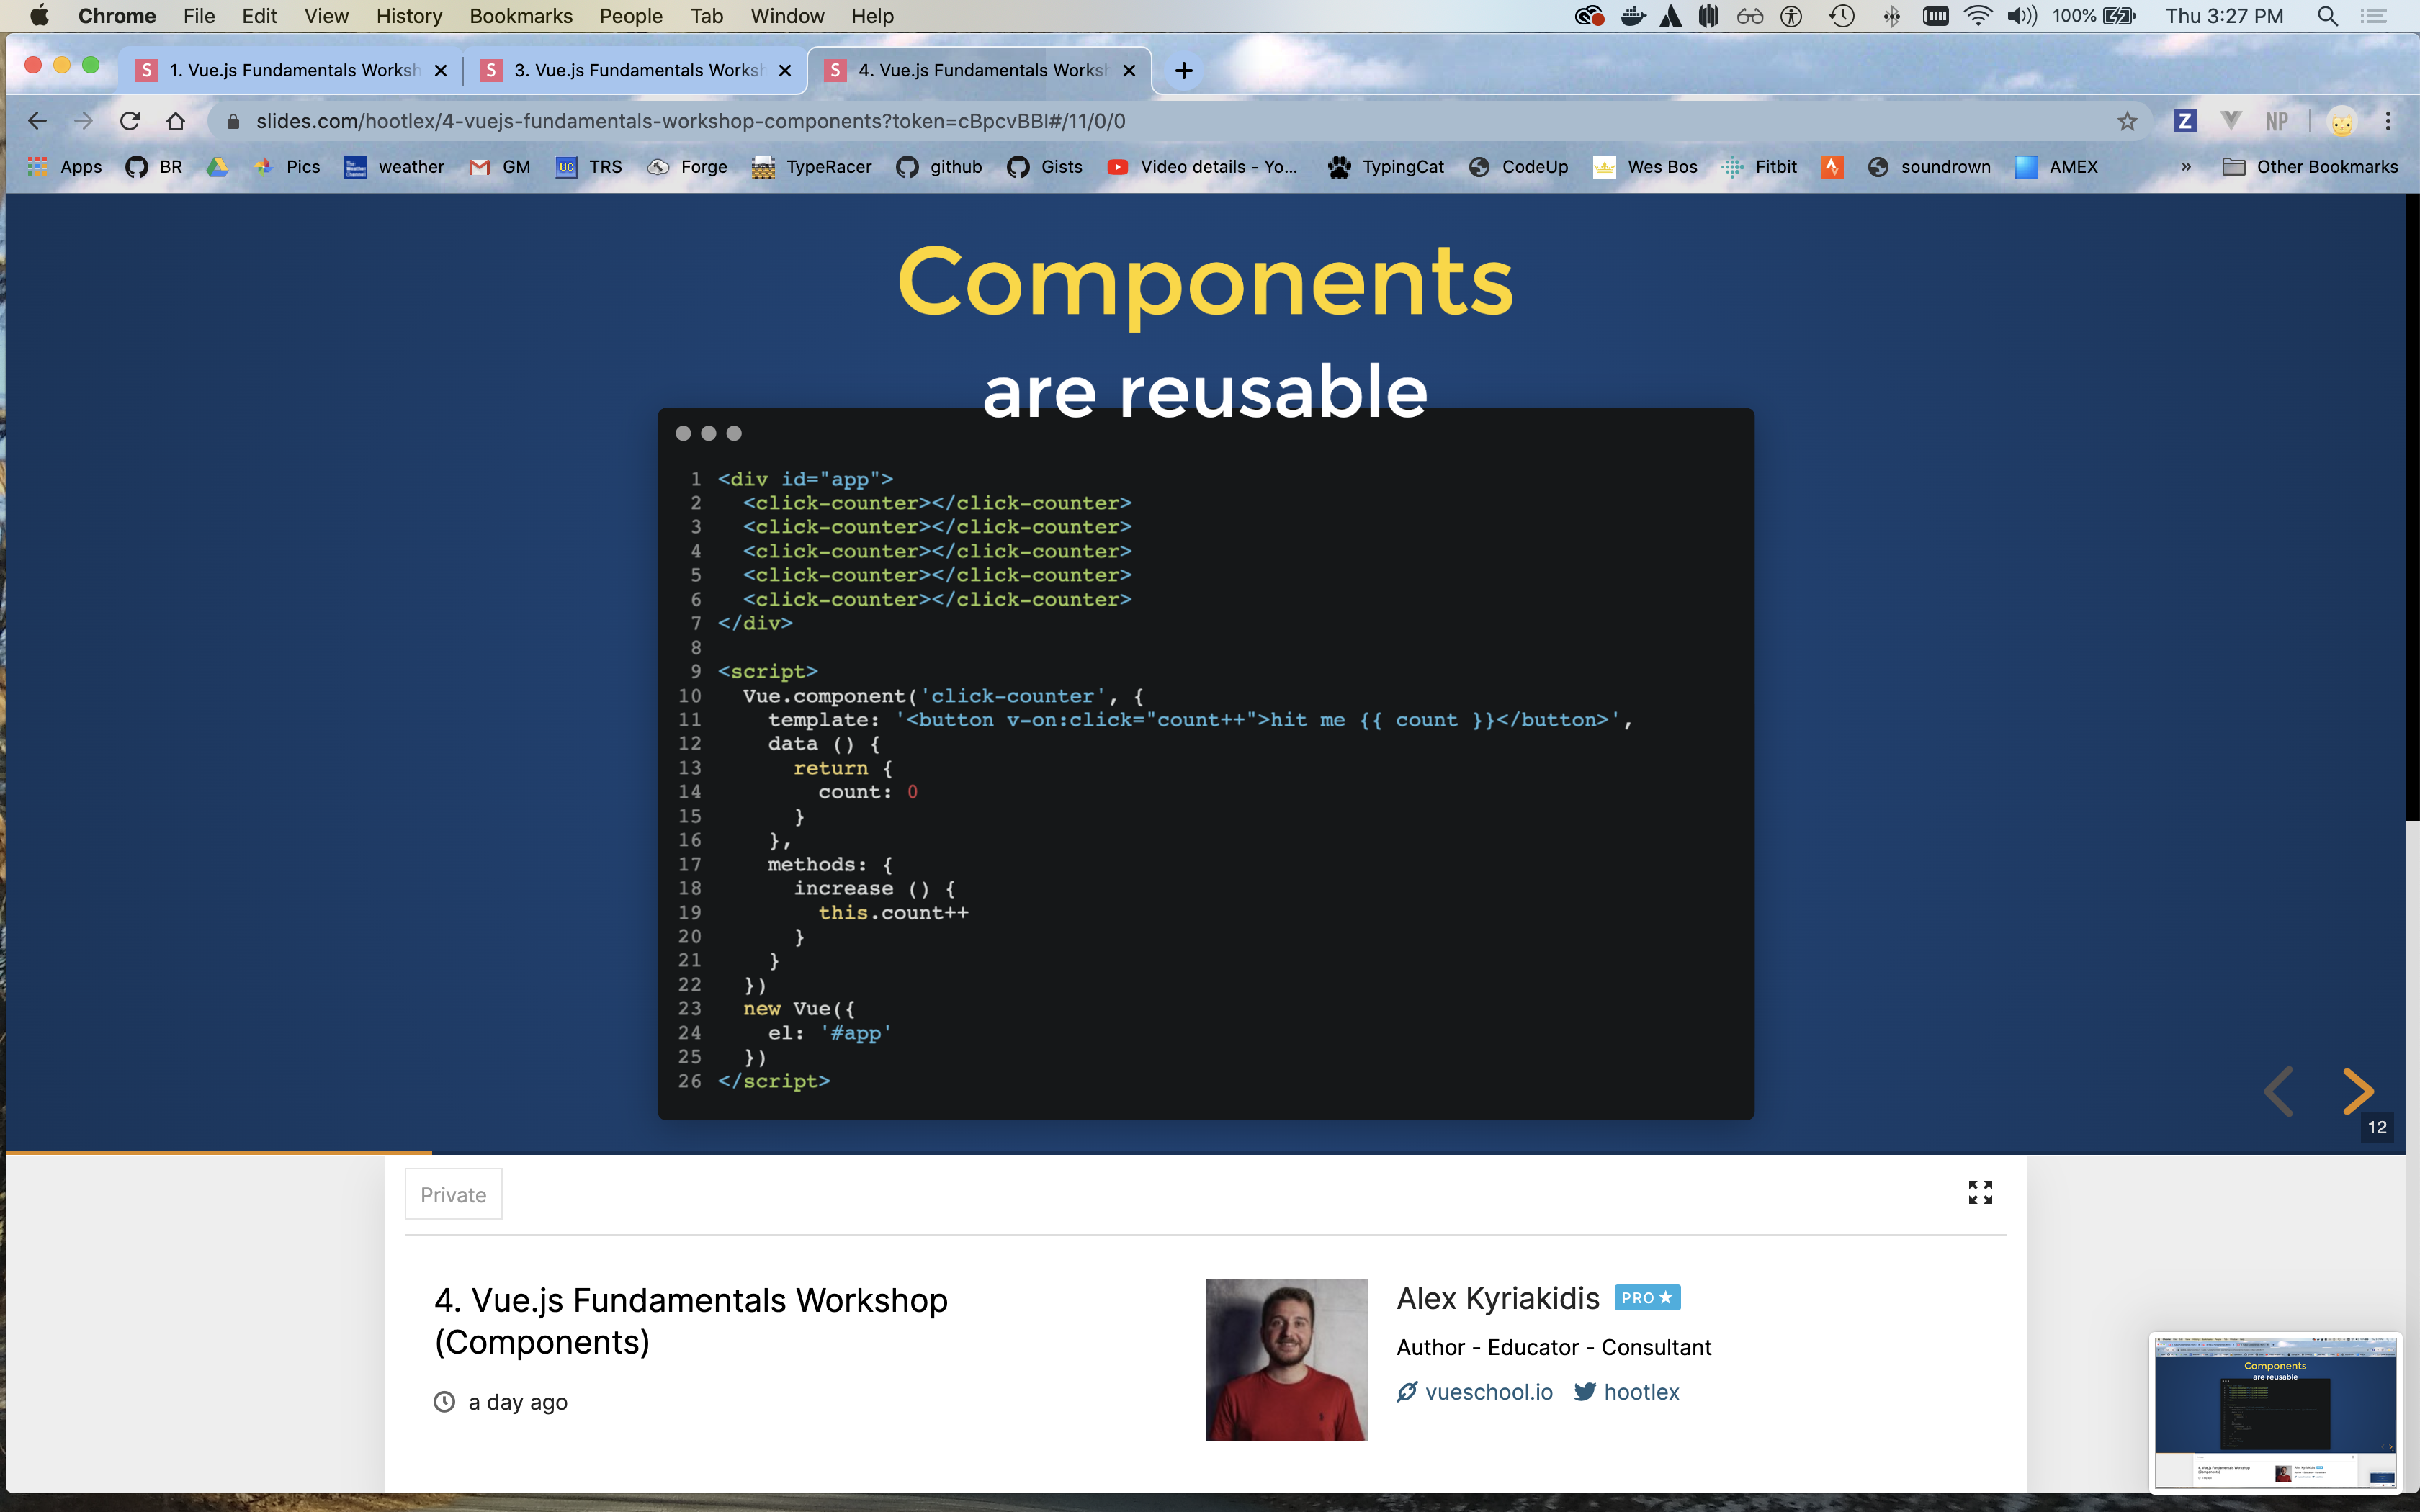 Chrome File Edit View History Bookmarks People Tab Window Help 100% Thu 3:27 PM
S 1. Vue.js Fundamentals Worksh S 3. Vue.js Fundamentals Worksh S 4. Vue.js Fundamentals Worksh
slides.com/hootlex/4-vuejs-fundamentals-workshop-components?token=cBpcvBBI#/11/0/0 Z NP
Apps BR Pics weather GM UC TRS Forge TypeRacer github Gists Video details - Yo... TypingCat CodeUp Wes Bos Fitbit soundrown AMEX » Other Bookmarks
Components
are reusable
1 <div id="app">
2 <click-counter></click-counter>
3 <click-counter></click-counter>
4 <click-counter></click-counter>
5 <click-counter></click-counter>
6 <click-counter></click-counter>
7 </div>
8
9 <script>
10 Vue.component('click-counter', {
11 template: '<button v-on:click="count++">hit me {{ count }}</button>',
12 data () {
13 return {
14 count: 0
15 }
16 },
17 methods: {
18 increase () {
19 this.count++
20 }
21 }
22 })
23 new Vue({
24 el: '#app'
25 })
26 </script>
12
Private
4. Vue.js Fundamentals Workshop
(Components)
a day ago
Alex Kyriakidis PRO
Author - Educator - Consultant
vueschool.io hootlex
Components
are reusable